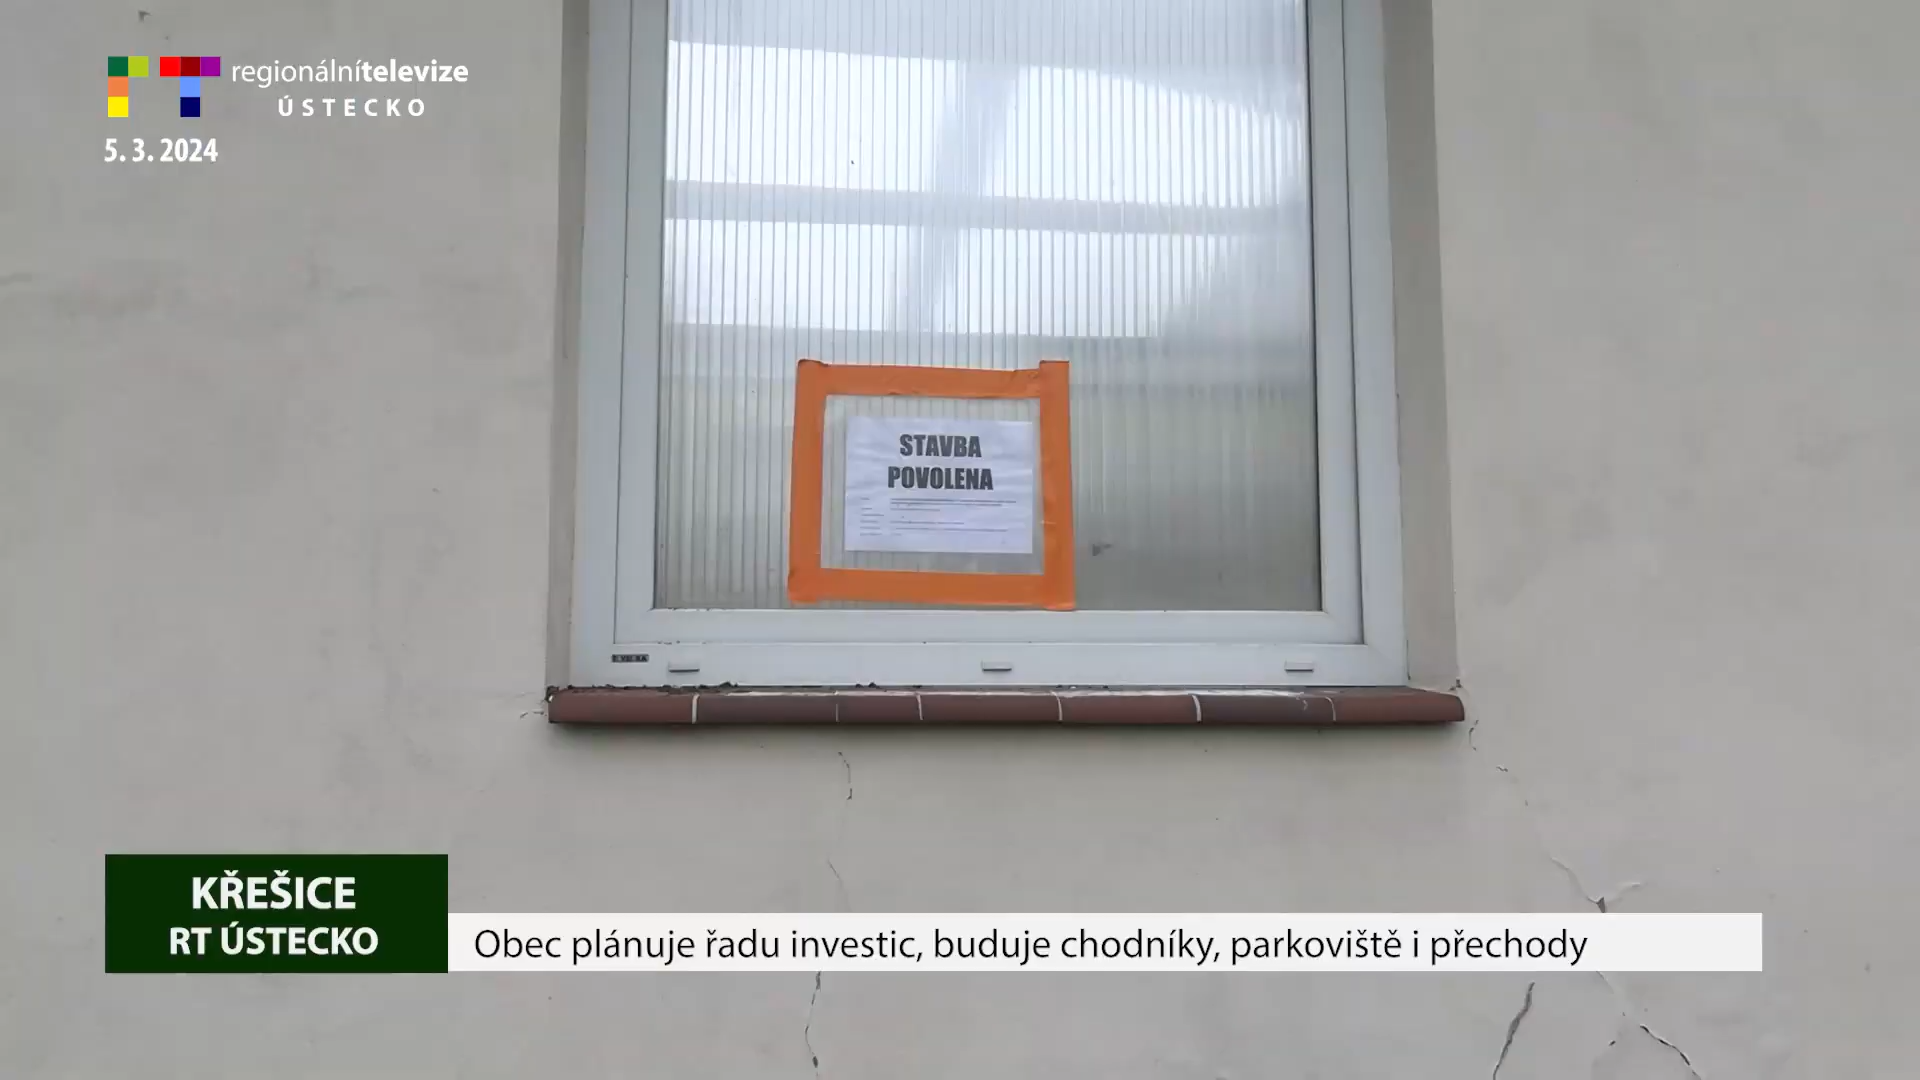 regionálnítelevize
ÚSTECKO
5. 3. 2024
STAVBA
POVOLENA
KŘEŠICE
RT ÚSTECKO
Obec plánuje řadu investic, buduje chodníky, parkoviště i přechody